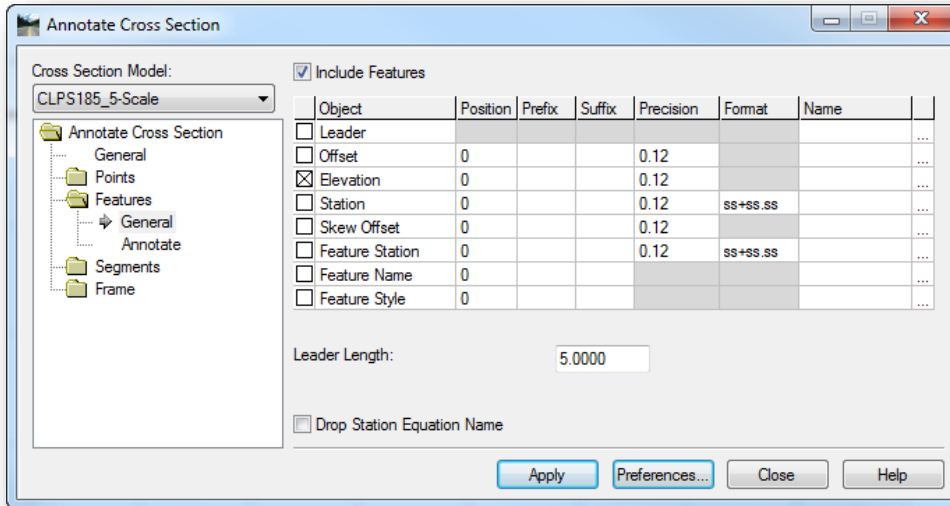 Annotate Cross Section
Cross Section Model:
CLPS185_5-Scale
Annotate Cross Section
General
Points
Features
General
Annotate
Segments
Frame
Include Features
Object Position Prefix Suffix Precision Format Name
Leader ...
Offset 0 0.12 ...
Elevation 0 0.12 ...
Station 0 0.12 ss+ss.ss ...
Skew Offset 0 0.12 ...
Feature Station 0 0.12 ss+ss.ss ...
Feature Name 0 ...
Feature Style 0 ...
Leader Length: 5.0000
Drop Station Equation Name
Apply Preferences... Close Help